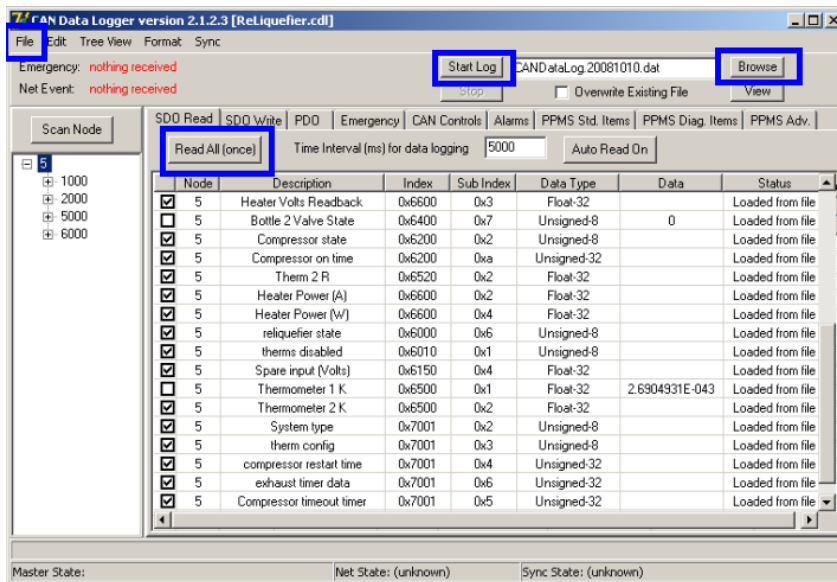 CAN Data Logger version 2.1.2.3 [ReLiquefier.cdl]
File Edit Tree View Format Sync
Emergency: nothing received Start Log CANDataLog.20081010.dat Browse
Net Event: nothing received Stop Overwrite Existing File View
Scan Node SDO Read SDO Write PDO Emergency CAN Controls Alarms PPMS Std. Items PPMS Diag. Items PPMS Adv.
Read All (once) Time Interval (ms) for data logging 5000 Auto Read On
5
1000
2000
5000
6000
Node Description Index Sub Index Data Type Data Status
5 Heater Volts Readback 0x6600 0x3 Float-32 Loaded from file
5 Bottle 2 Valve State 0x6400 0x7 Unsigned-8 0 Loaded from file
5 Compressor state 0x6200 0x2 Unsigned-8 Loaded from file
5 Compressor on time 0x6200 0xa Unsigned-32 Loaded from file
5 Therm 2 R 0x6520 0x2 Float-32 Loaded from file
5 Heater Power (A) 0x6600 0x2 Float-32 Loaded from file
5 Heater Power (W) 0x6600 0x4 Float-32 Loaded from file
5 reliquefier state 0x6000 0x6 Unsigned-8 Loaded from file
5 therms disabled 0x6010 0x1 Unsigned-8 Loaded from file
5 Spare input (Volts) 0x6150 0x4 Float-32 Loaded from file
5 Thermometer 1 K 0x6500 0x1 Float-32 2.6904931E-043 Loaded from file
5 Thermometer 2 K 0x6500 0x2 Float-32 Loaded from file
5 System type 0x7001 0x2 Unsigned-8 Loaded from file
5 therm config 0x7001 0x3 Unsigned-8 Loaded from file
5 compressor restart time 0x7001 0x4 Unsigned-32 Loaded from file
5 exhaust timer data 0x7001 0x6 Unsigned-32 Loaded from file
5 Compressor timeout timer 0x7001 0x5 Unsigned-32 Loaded from file
Master State: Net State: (unknown) Sync State: (unknown)